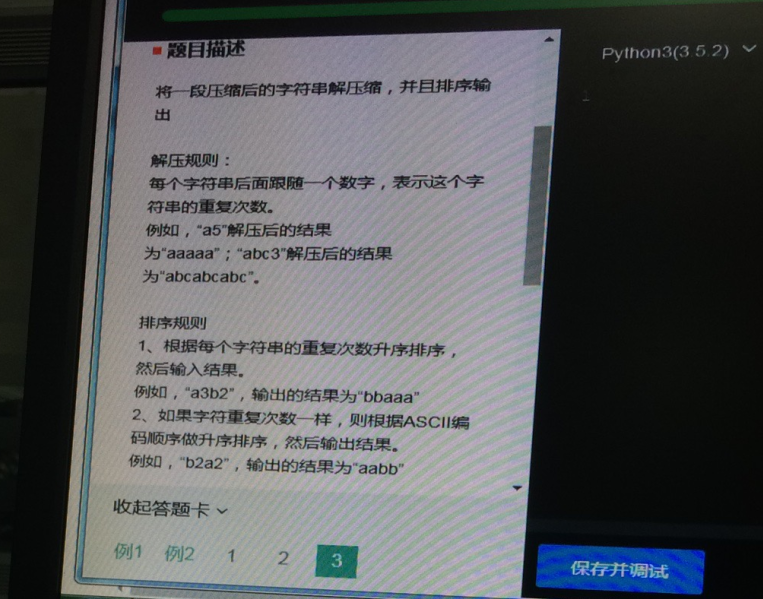 题目描述
将一段压缩后的字符串解压缩，并且排序输
出
解压规则：
每个字符串后面跟随一个数字，表示这个字
符串的重复次数。
例如，“a5”解压后的结果
为“aaaaa”；“abc3”解压后的结果
为“abcabcabc”。
排序规则
1、根据每个字符串的重复次数升序排序，
然后输入结果。
例如，“a3b2”，输出的结果为“bbaaa”
2、如果字符重复次数一样，则根据ASCII编
码顺序做升序排序，然后输出结果。
例如，“b2a2”，输出的结果为“aabb”
收起答题卡
例1 例2 1 2 3
Python3(3.5.2)
1
保存并调试